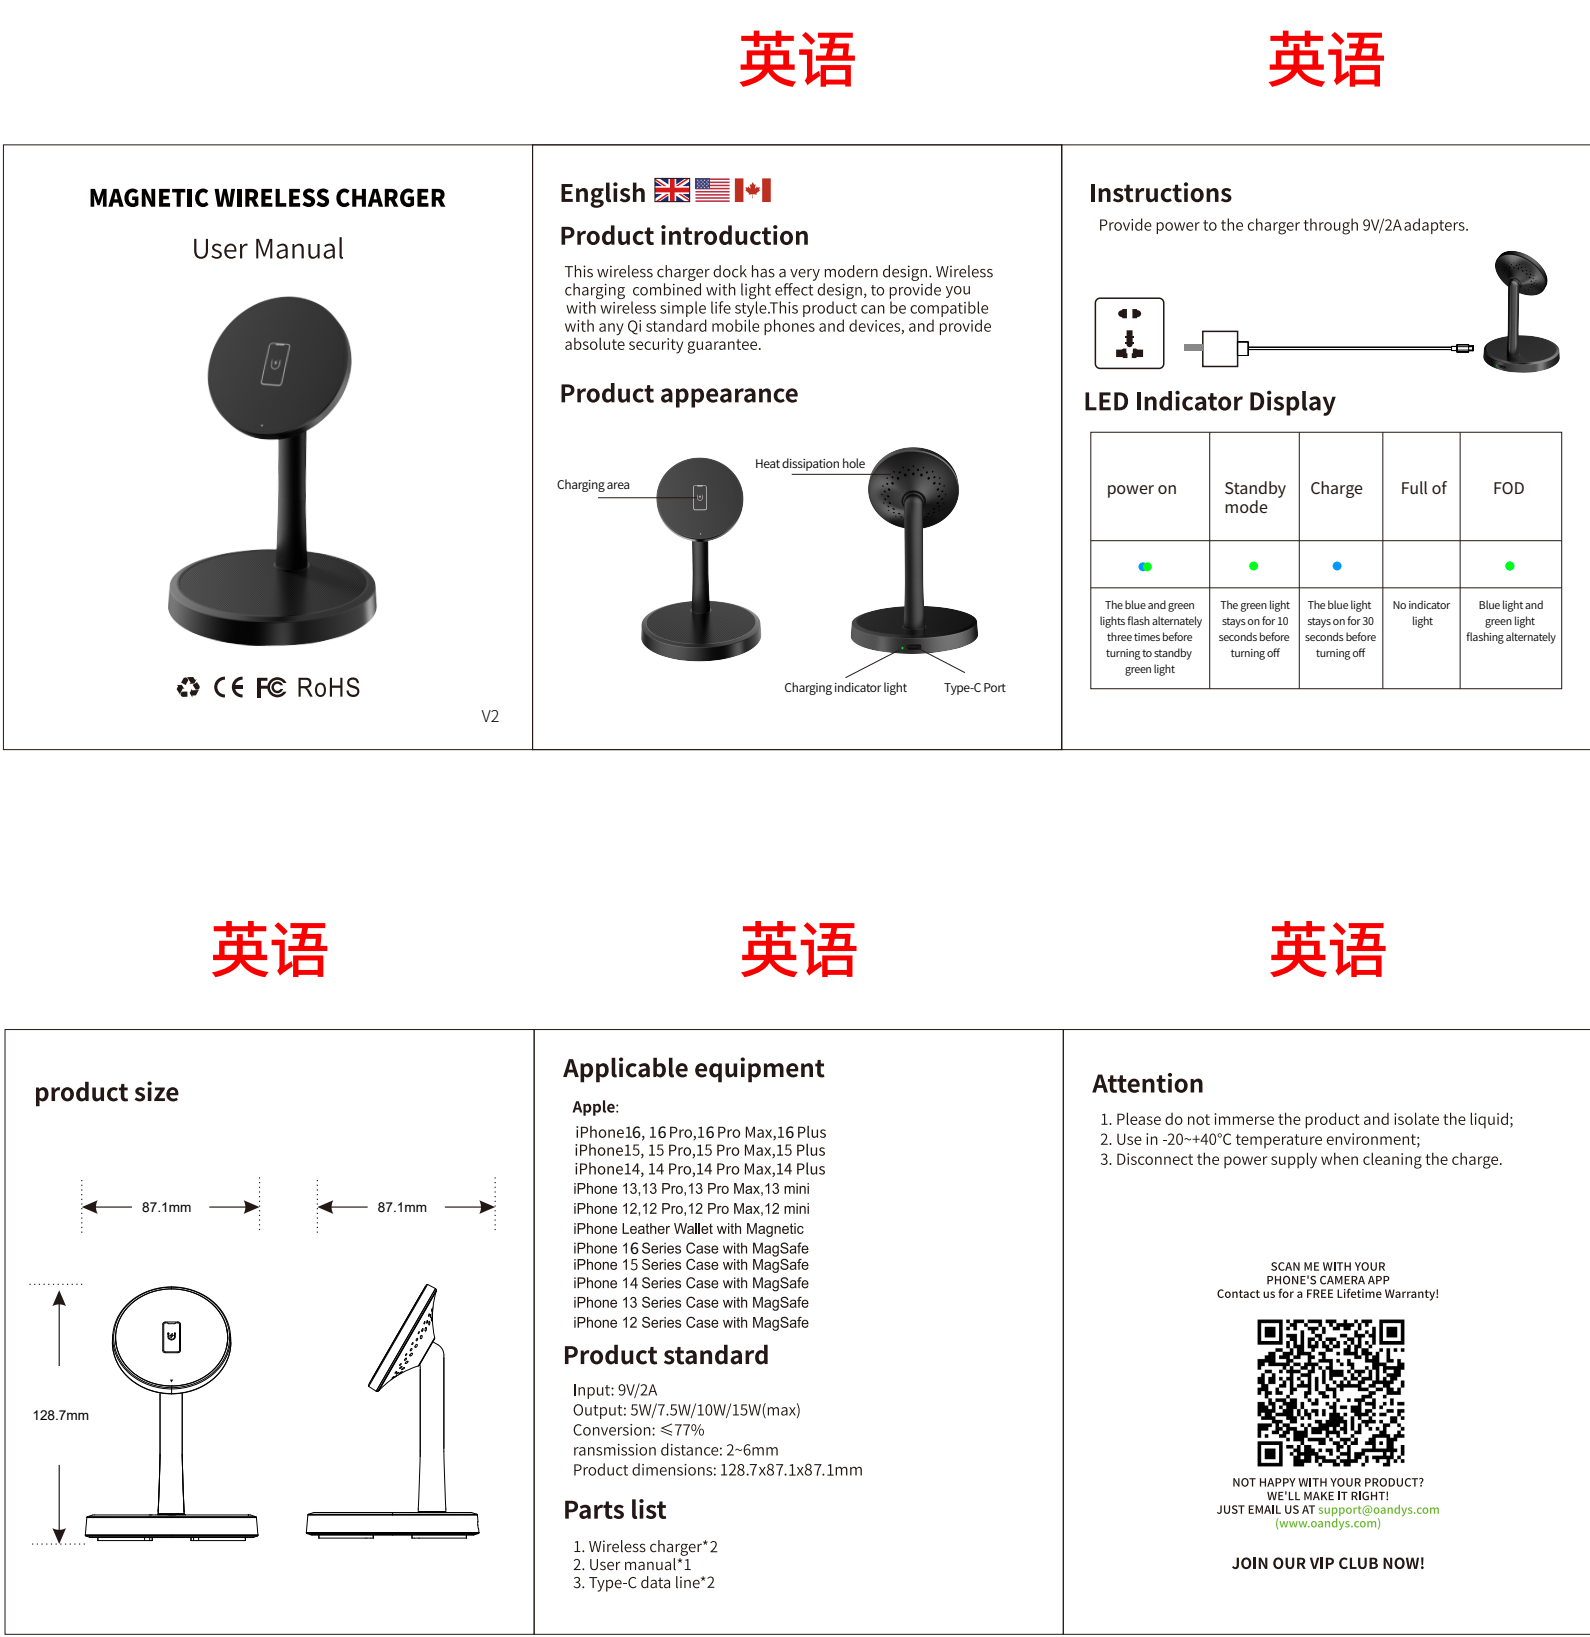 英语
英语
MAGNETIC WIRELESS CHARGER
User Manual
CE FC RoHS
V2
English
Product introduction
This wireless charger dock has a very modern design. Wireless
charging combined with light effect design, to provide you
with wireless simple life style.This product can be compatible
with any Qi standard mobile phones and devices, and provide
absolute security guarantee.
Product appearance
Charging area
Heat dissipation hole
Charging indicator light
Type-C Port
Instructions
Provide power to the charger through 9V/2A adapters.
LED Indicator Display
power on
Standby
mode
Charge
Full of
FOD
The blue and green
lights flash alternately
three times before
turning to standby
green light
The green light
stays on for 10
seconds before
turning off
The blue light
stays on for 30
seconds before
turning off
No indicator
light
Blue light and
green light
flashing alternately
英语
英语
英语
product size
87.1mm
87.1mm
128.7mm
Applicable equipment
Apple:
iPhone16, 16 Pro,16 Pro Max,16 Plus
iPhone15, 15 Pro,15 Pro Max,15 Plus
iPhone14, 14 Pro,14 Pro Max,14 Plus
iPhone 13,13 Pro,13 Pro Max,13 mini
iPhone 12,12 Pro,12 Pro Max,12 mini
iPhone Leather Wallet with Magnetic
iPhone 16 Series Case with MagSafe
iPhone 15 Series Case with MagSafe
iPhone 14 Series Case with MagSafe
iPhone 13 Series Case with MagSafe
iPhone 12 Series Case with MagSafe
Product standard
Input: 9V/2A
Output: 5W/7.5W/10W/15W(max)
Conversion: ⩽77%
ransmission distance: 2~6mm
Product dimensions: 128.7x87.1x87.1mm
Parts list
1. Wireless charger*2
2. User manual*1
3. Type-C data line*2
Attention
1. Please do not immerse the product and isolate the liquid;
2. Use in -20~+40°C temperature environment;
3. Disconnect the power supply when cleaning the charge.
SCAN ME WITH YOUR
PHONE'S CAMERA APP
Contact us for a FREE Lifetime Warranty!
NOT HAPPY WITH YOUR PRODUCT?
WE'LL MAKE IT RIGHT!
JUST EMAIL US AT support@oandys.com
(www.oandys.com)
JOIN OUR VIP CLUB NOW!